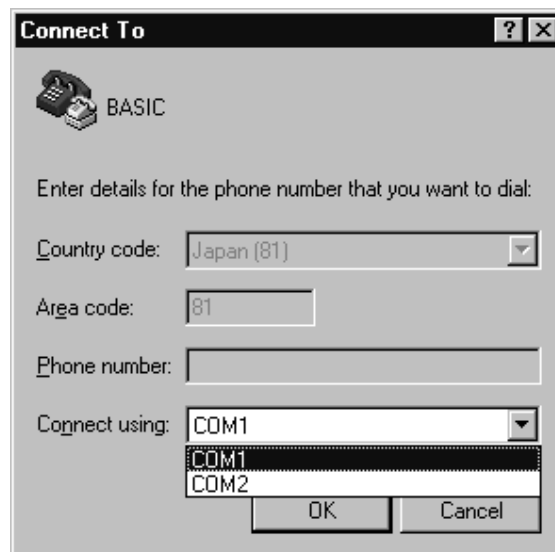 Connect To
BASIC
Enter details for the phone number that you want to dial:
Country code: Japan (81)
Area code: 81
Phone number:
Connect using: COM1
COM1
COM2
OK Cancel